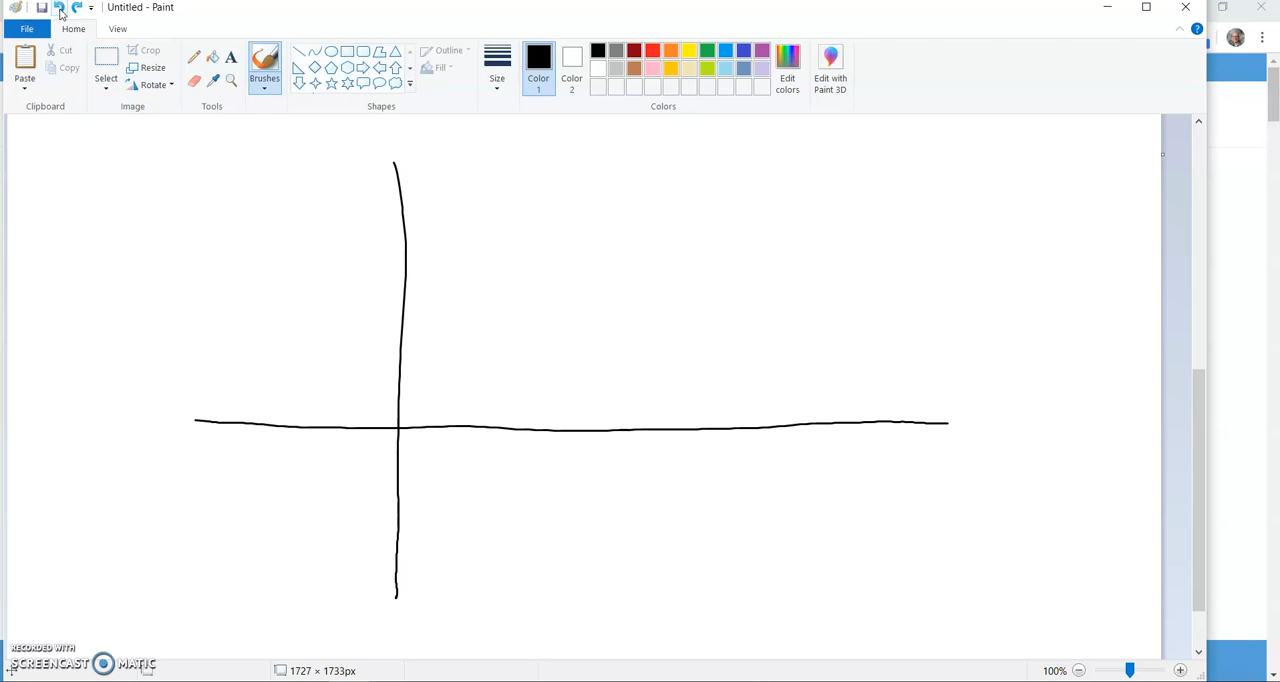 Untitled - Paint
File Home View
Paste
Cut
Copy
Clipboard
Select
Crop
Resize
Rotate
Image
A
Tools
Brushes
Shapes
Outline
Fill
Size
Color 1
Color 2
Colors
Edit colors
Edit with Paint 3D
RECORDED WITH
SCREENCAST MATIC
1727 × 1733px
100%